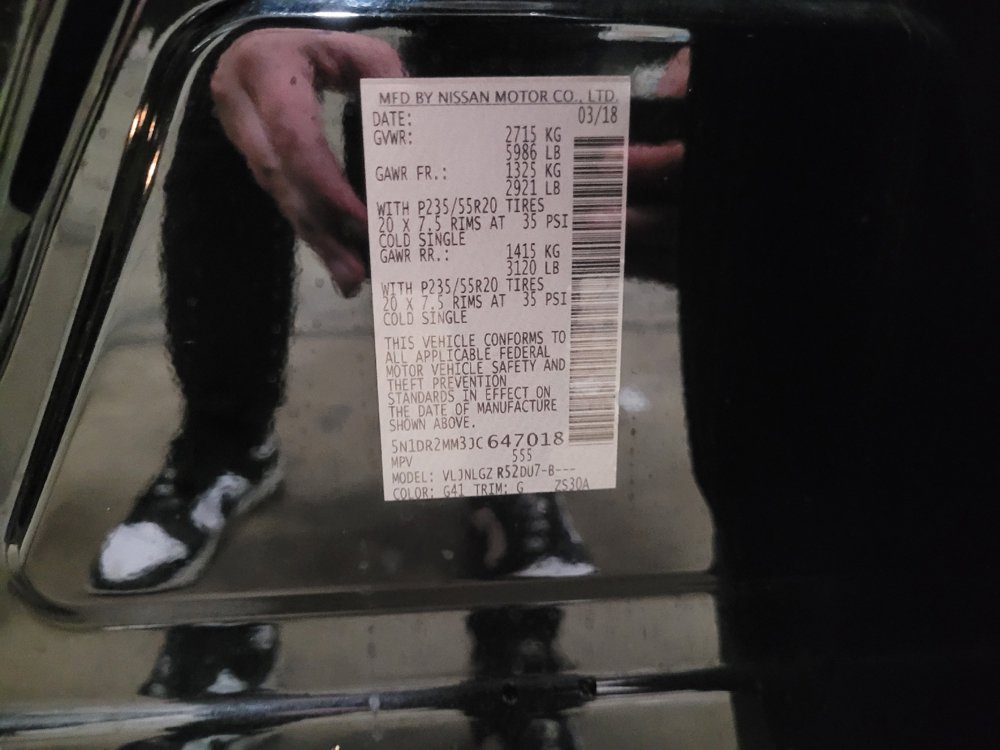 MFD BY NISSAN MOTOR CO., LTD.
DATE: 03/18
GVWR: 2715 KG
5986 LB
GAWR FR.: 1325 KG
2921 LB
WITH P235/55R20 TIRES
20 X 7.5 RIMS AT 35 PSI
COLD SINGLE
GAWR RR.: 1415 KG
3120 LB
WITH P235/55R20 TIRES
20 X 7.5 RIMS AT 35 PSI
COLD SINGLE
THIS VEHICLE CONFORMS TO
ALL APPLICABLE FEDERAL
MOTOR VEHICLE SAFETY AND
THEFT PREVENTION
STANDARDS IN EFFECT ON
THE DATE OF MANUFACTURE
SHOWN ABOVE.
5N1DR2MM3JC647018
MPV 555
MODEL: VLJNLGZ R52DU7-B---
COLOR: G41 TRIM: G ZS30A